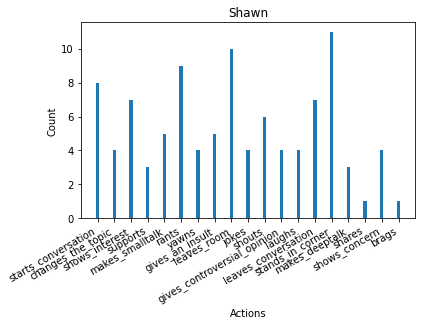 Shawn
Count
10
8
6
4
2
0
starts_conversation
changes_the_topic
shows_interest
supports
makes_smalltalk
rants
yawns
gives_an_insult
leaves_room
jokes
shouts
gives_controversial_opinion
laughs
leaves_conversation
stands_in_corner
makes_deeptalk
shares
shows_concern
brags
Actions